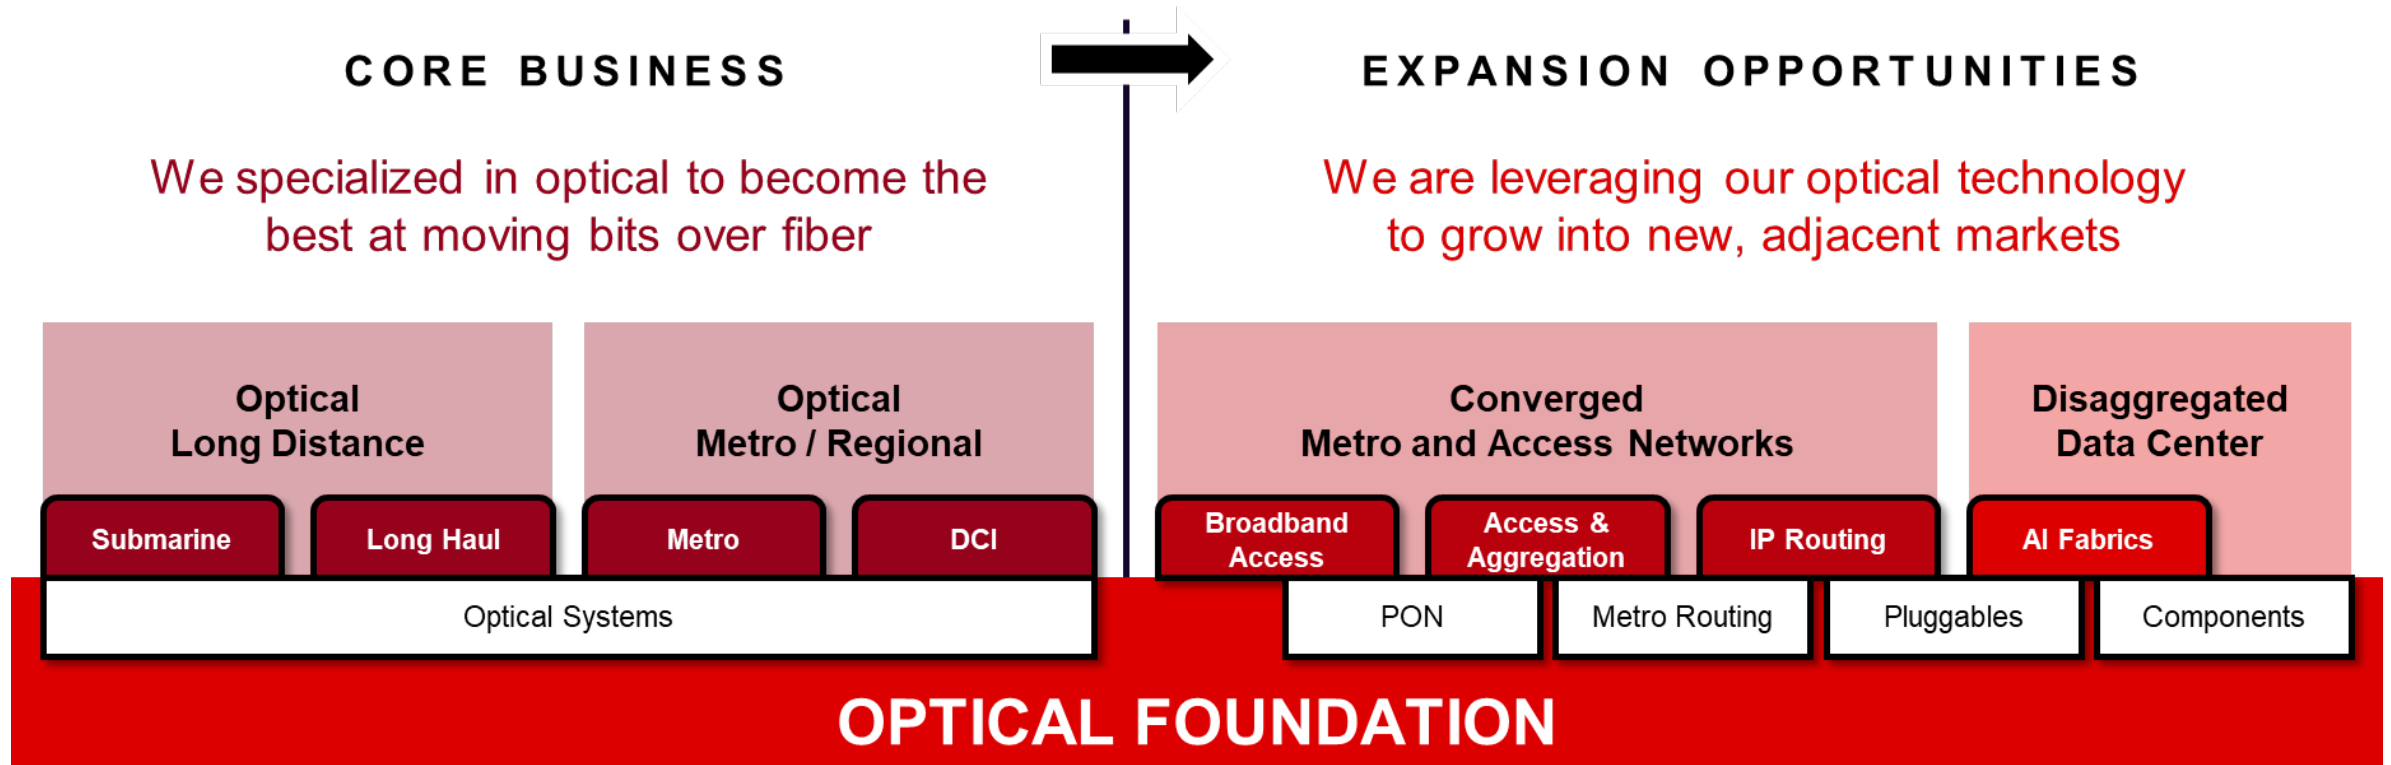 CORE BUSINESS
EXPANSION OPPORTUNITIES
We specialized in optical to become the
best at moving bits over fiber
We are leveraging our optical technology
to grow into new, adjacent markets
Optical
Long Distance
Optical
Metro / Regional
Converged
Metro and Access Networks
Disaggregated
Data Center
Submarine
Long Haul
Metro
DCI
Broadband
Access
Access &
Aggregation
IP Routing
AI Fabrics
Optical Systems
PON
Metro Routing
Pluggables
Components
OPTICAL FOUNDATION